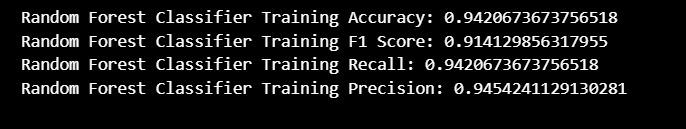 Random Forest Classifier Training Accuracy: 0.9420673673756518
Random Forest Classifier Training F1 Score: 0.914129856317955
Random Forest Classifier Training Recall: 0.9420673673756518
Random Forest Classifier Training Precision: 0.9454241129130281